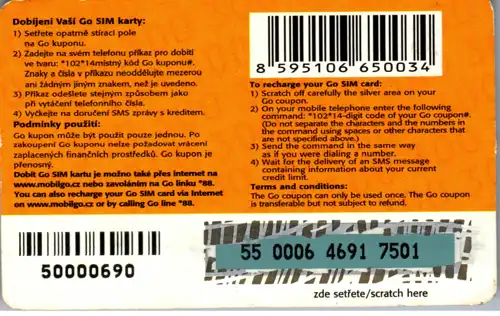 Dobíjení Vaší Go SIM karty:
1) Setřete opatrně stírací pole
na Go kuponu.
2) Zadejte na svém telefonu příkaz pro dobití
ve tvaru: *102*14místný kód Go kuponu#.
Znaky a čísla v příkazu neoddělujte mezerou
ani žádným jiným znakem, než je uvedeno.
3) Příkaz odešlete stejným způsobem jako
při vytáčení telefonního čísla.
4) Vyčkejte na doručení SMS zprávy s kreditem.
Podmínky použití:
Go kupon může být použit pouze jednou. Po
zakoupení Go kuponu nelze požadovat vrácení
zaplacených finančních prostředků. Go kupon je
přenosný.
Dobít Go SIM kartu je možno také přes internet na
www.mobilgo.cz nebo zavoláním na Go linku *88.
You can also recharge your Go SIM card via Internet
on www.mobilgo.cz or by calling Go line *88.
8 595106 650034
To recharge your Go SIM card:
1) Scratch off carefully the silver area on your
Go coupon.
2) On your mobile telephone enter the following
command: *102*14-digit code of your Go coupon#.
(Do not separate the characters and the numbers in
the command using spaces or other characters that
are not described above.)
3) Send the command in the same way
as if you were dialing a number.
4) Wait for the delivery of an SMS message
containing information about your current
credit limit.
Terms and conditions:
The Go coupon can only be used once. The Go coupon
is transferable but not subject to refund.
50000690
55 0006 4691 7501
zde setřete/scratch here